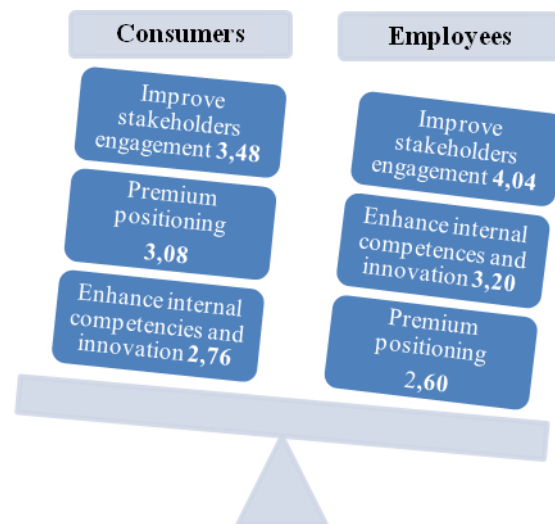 Consumers
Improve
stakeholders
engagement 3,48
Premium
positioning
3,08
Enhance internal
competencies and
innovation 2,76
Employees
Improve
stakeholders
engagement 4,04
Enhance internal
competences and
innovation 3,20
Premium
positioning
2,60